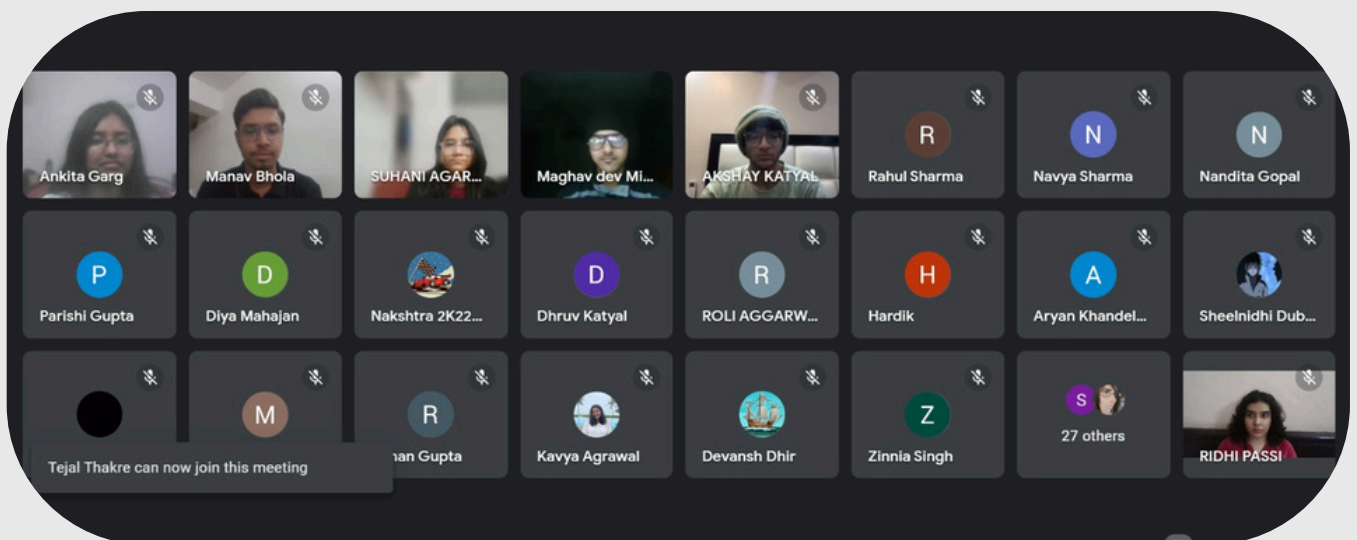 Ankita Garg
Manav Bhola
SUHANI AGAR...
Maghav dev Mi...
AKSHAY KATYAL
R
Rahul Sharma
N
Navya Sharma
N
Nandita Gopal
P
Parishi Gupta
D
Diya Mahajan
Nakshtra 2K22...
D
Dhruv Katyal
R
ROLI AGGARW...
H
Hardik
A
Aryan Khandel...
Sheelnidhi Dub...
M
R
Gupta
Kavya Agrawal
Devansh Dhir
Z
Zinnia Singh
S
27 others
RIDHI PASSI
Tejal Thakre can now join this meeting